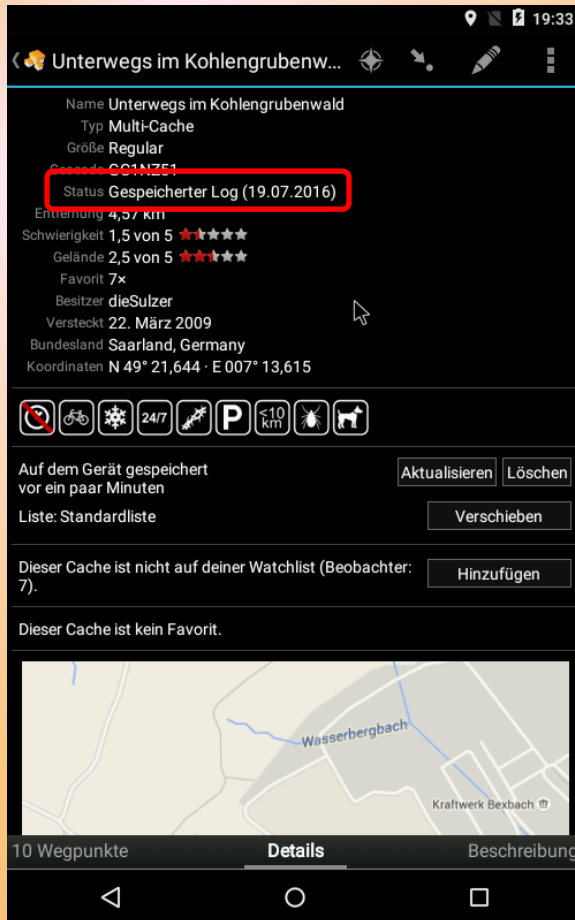 19:33
Unterwegs im Kohlengrubenw...
Name Unterwegs im Kohlengrubenwald
Typ Multi-Cache
Größe Regular
Geocode GC1NZ51
Status Gespeicherter Log (19.07.2016)
Entfernung 4,57 km
Schwierigkeit 1,5 von 5
Gelände 2,5 von 5
Favorit 7×
Besitzer dieSulzer
Versteckt 22. März 2009
Bundesland Saarland, Germany
Koordinaten N 49° 21,644 · E 007° 13,615
24/7 P ≤10 km
Auf dem Gerät gespeichert
vor ein paar Minuten
Aktualisieren Löschen
Liste: Standardliste Verschieben
Dieser Cache ist nicht auf deiner Watchlist (Beobachter:
7).
Hinzufügen
Dieser Cache ist kein Favorit.
Wasserbergbach
Kraftwerk Bexbach
10 Wegpunkte Details Beschreibung